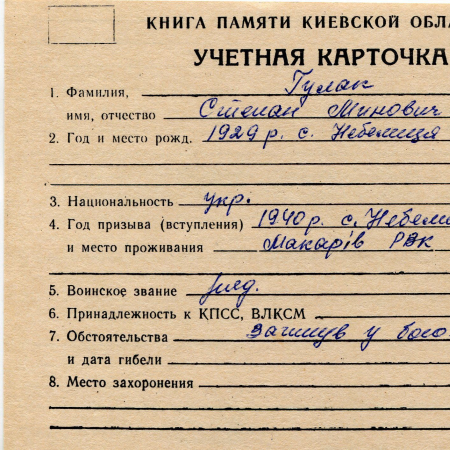 КНИГА ПАМЯТИ КИЕВСКОЙ ОБЛА
УЧЕТНАЯ КАРТОЧКА
1. Фамилия, Гулак
имя, отчество Степан Минович
2. Год и место рожд. 1929 р. с. Небелиця
3. Национальность укр.
4. Год призыва (вступления) 1940 р. с. Небели
и место проживания Макарів РВК
5. Воинское звание
6. Принадлежность к КПСС, ВЛКСМ
7. Обстоятельства Загинув у бою
и дата гибели
8. Место захоронения